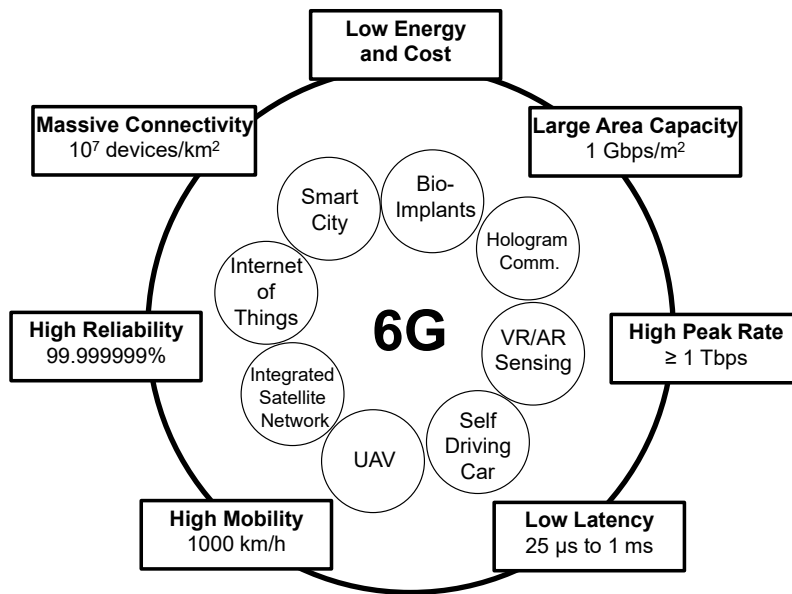 Low Energy
and Cost
Massive Connectivity
10⁷ devices/km²
Large Area Capacity
1 Gbps/m²
Smart
City
Bio-
Implants
Hologram
Comm.
Internet
of
Things
6G
High Reliability
99.999999%
VR/AR
Sensing
High Peak Rate
≥ 1 Tbps
Integrated
Satellite
Network
Self
Driving
Car
UAV
High Mobility
1000 km/h
Low Latency
25 µs to 1 ms